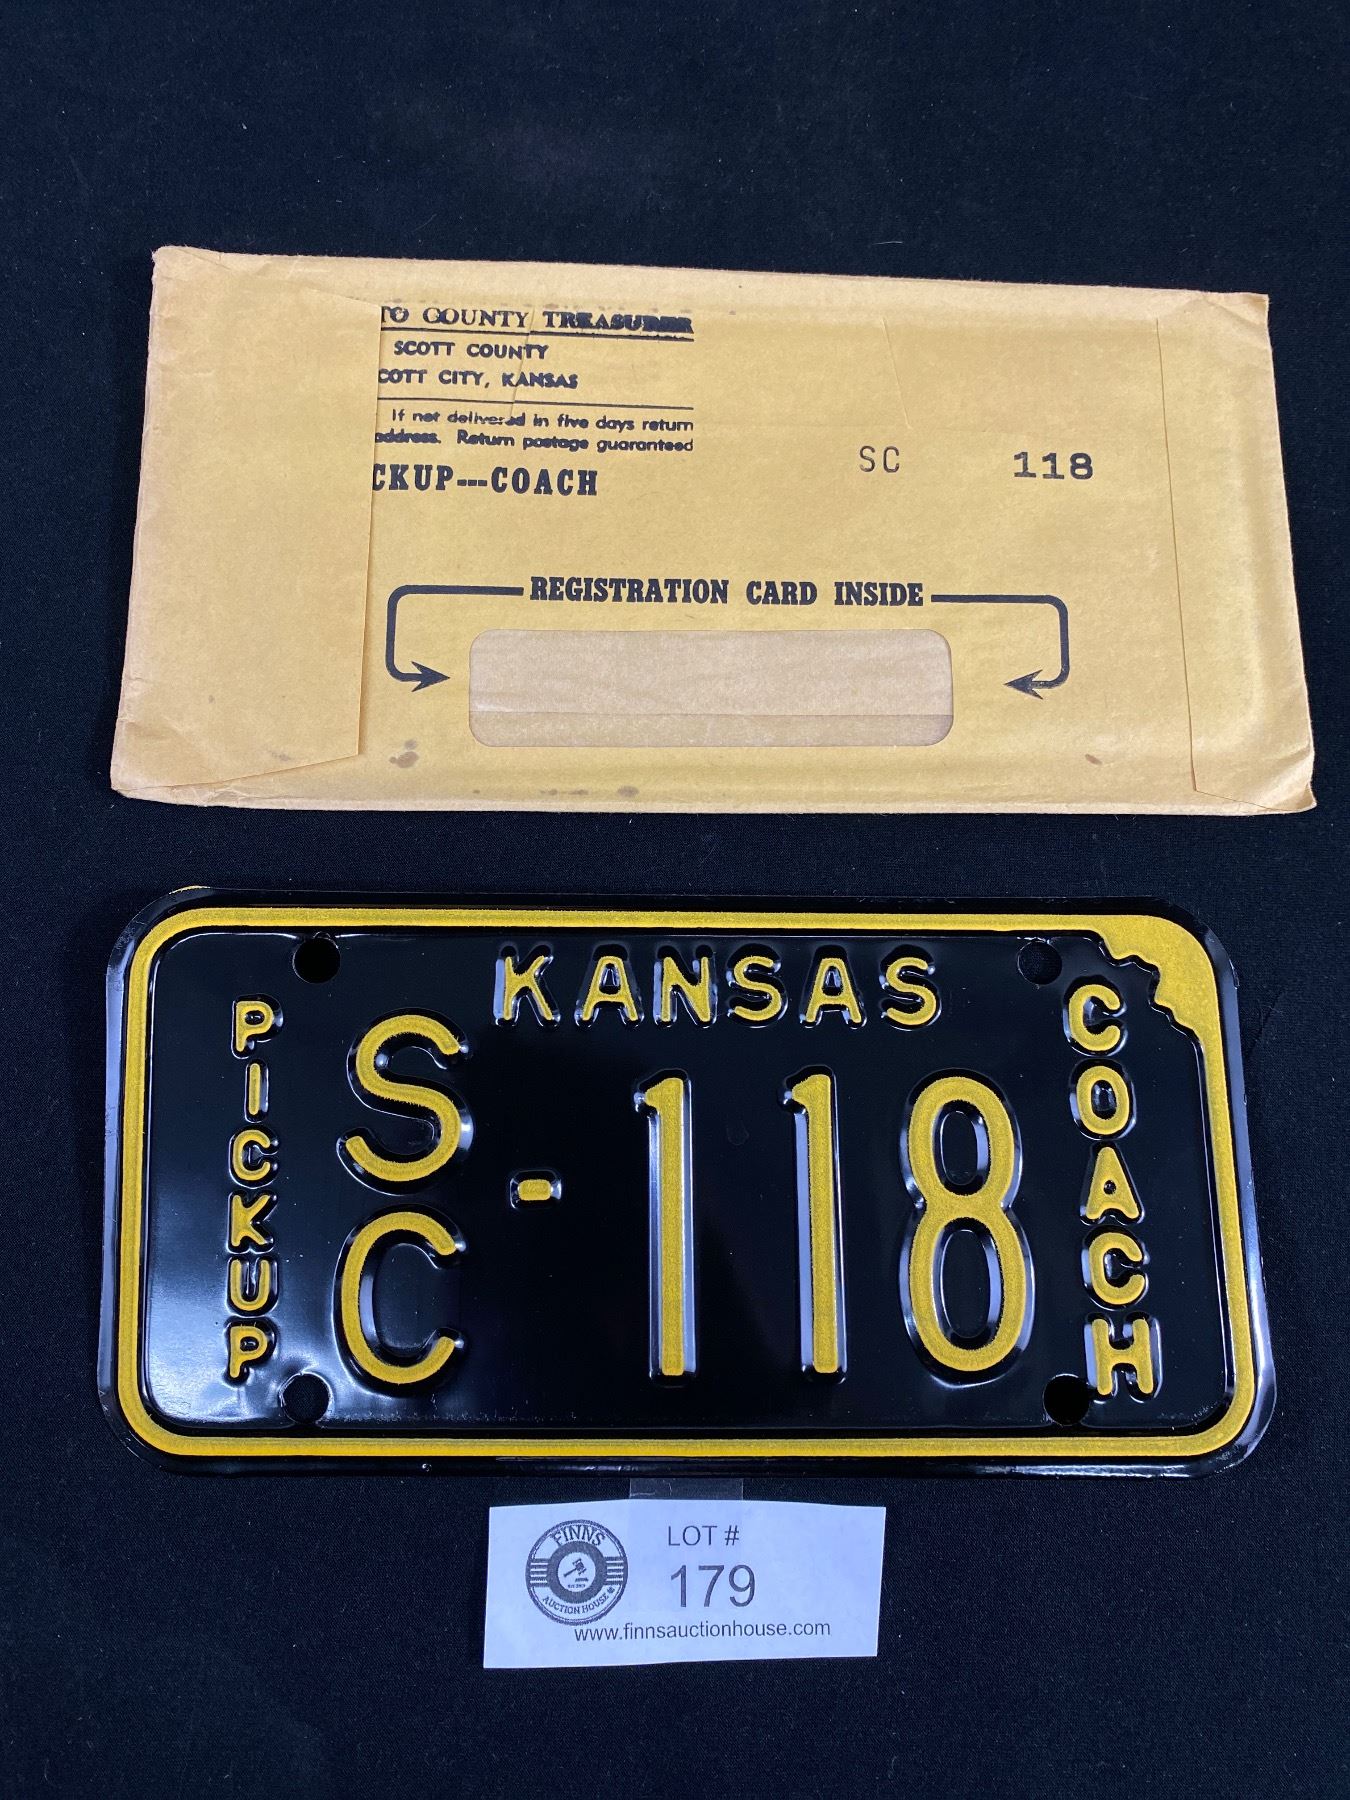 TO COUNTY TREASURER
SCOTT COUNTY
COTT CITY, KANSAS
If not delivered in five days return
address. Return postage guaranteed
CKUP---COACH
SC 118
REGISTRATION CARD INSIDE
KANSAS
PICKUP
SC-118
COACH
FINNS
AUCTION HOUSE
LOT #
179
www.finnsauctionhouse.com